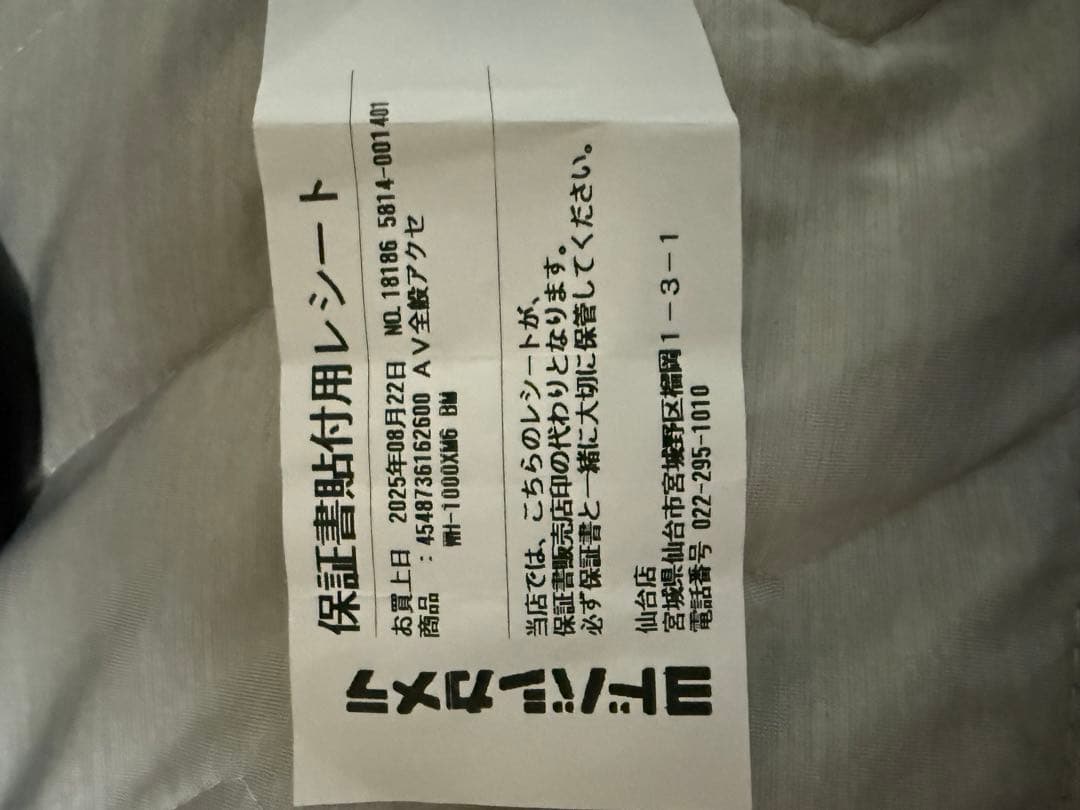 保証書貼付用レシート
お買上日 2025年08月22日 NO.18186 5814-001401
商品 :4548736162600 AV全般アクセ
WH-1000XM6 BM
当店では、こちらのレシートが、
保証書販売店印の代わりとなります。
必ず保証書と一緒に大切に保管してください。
仙台店
宮城県仙台市宮城野区榴岡1-3-1
電話番号 022-295-1010
ヨドバシカメラ